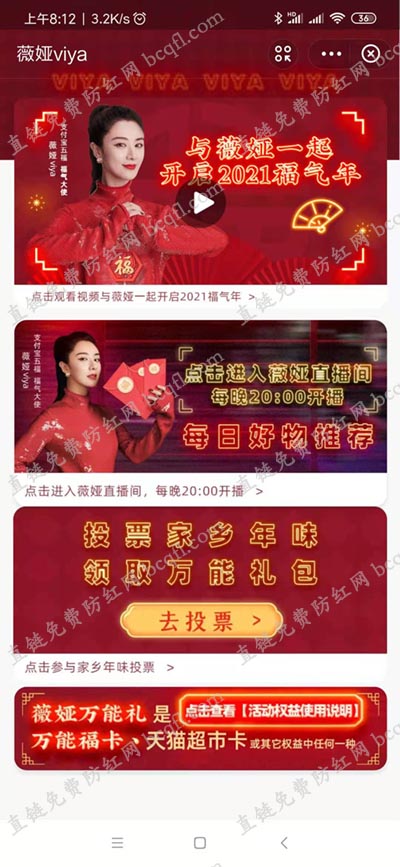 上午8:12 | 3.2K/s
HD
36
薇娅viya
VIYA VIYA VIYA VIYA
与薇娅一起
开启2021福气年
支付宝五福 福气大使
薇娅 viya
福
点击观看视频与薇娅一起开启2021福气年 >
支付宝五福 福气大使
薇娅 viya
点击进入薇娅直播间
每晚20:00开播
每日好物推荐
点击进入薇娅直播间，每晚20:00开播 >
投票家乡年味
领取万能礼包
去投票
点击参与家乡年味投票 >
薇娅万能礼 是
点击查看【活动权益使用说明】
万能福卡、天猫超市卡 或其它权益中任何一种
直链免费防红网 bcqfl.com